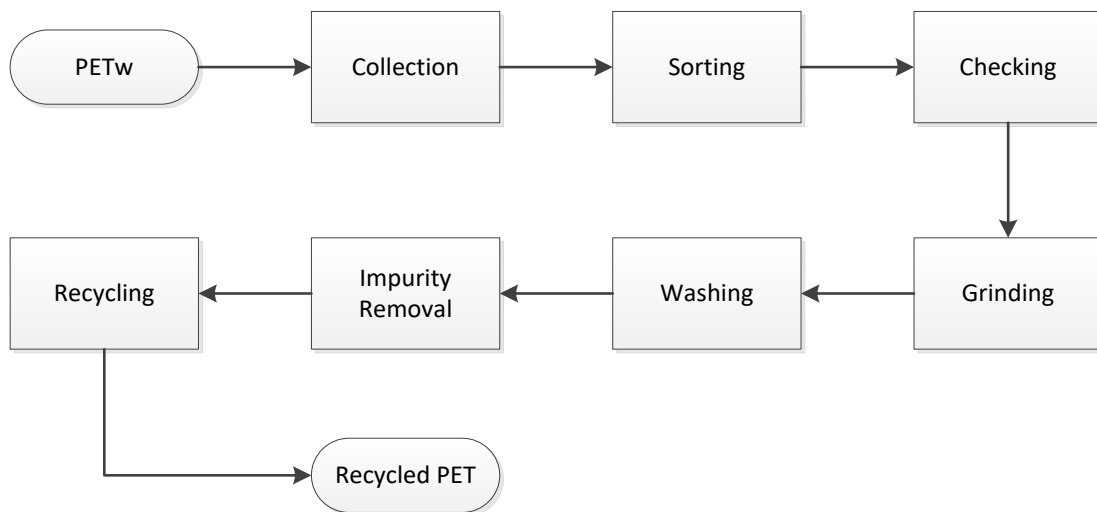 PETw
Collection
Sorting
Checking
Grinding
Washing
Impurity
Removal
Recycling
Recycled PET